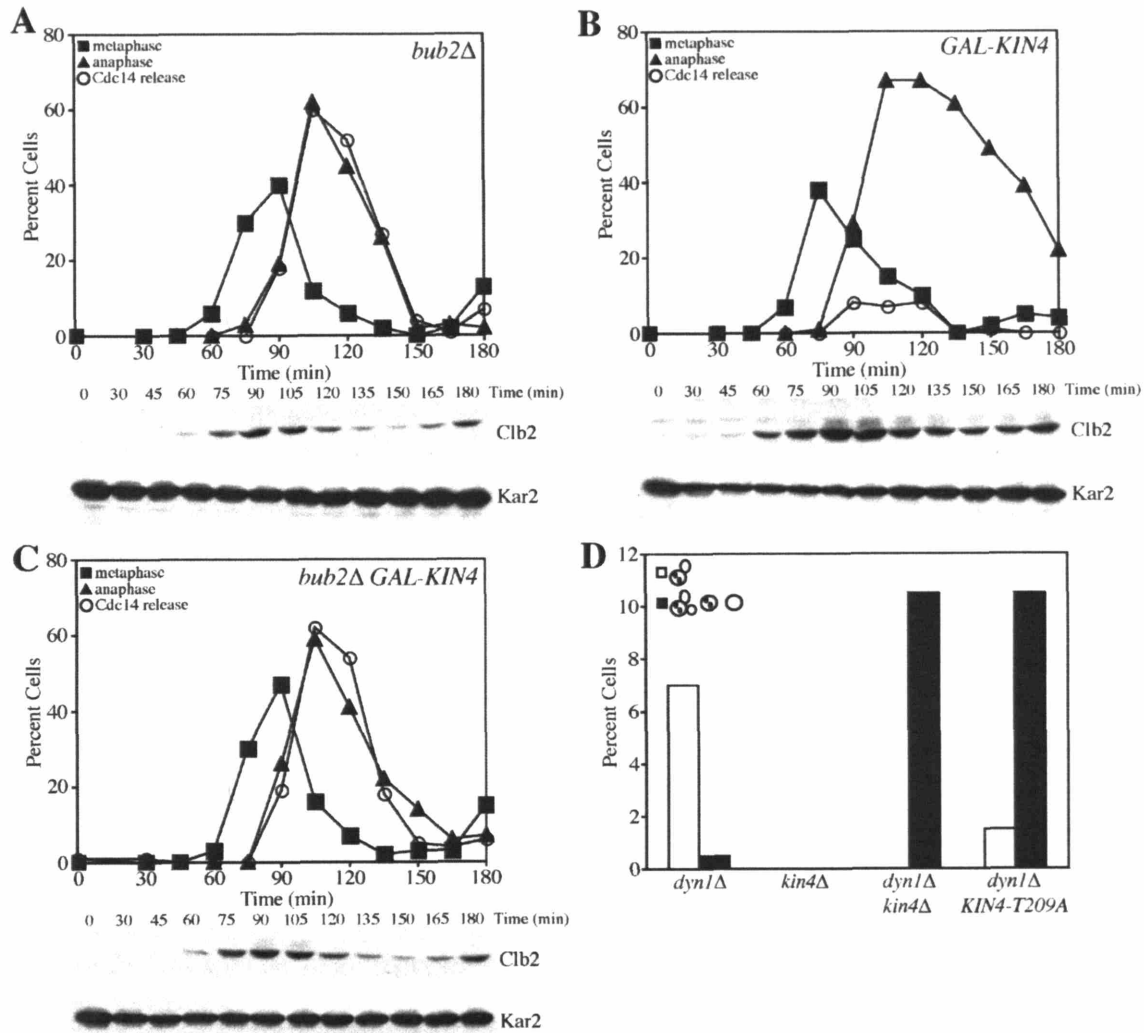 A
80
60
40
20
0
Percent Cells
metaphase
anaphase
Cdc14 release
bub2Δ
0 30 60 90 120 150 180
Time (min)
0 30 45 60 75 90 105 120 135 150 165 180 Time (min)
Clb2
Kar2
B
80
60
40
20
0
Percent Cells
metaphase
anaphase
Cdc14 release
GAL-KIN4
0 30 60 90 120 150 180
Time (min)
0 30 45 60 75 90 105 120 135 150 165 180 Time (min)
Clb2
Kar2
C
80
60
40
20
0
Percent Cells
metaphase
anaphase
Cdc14 release
bub2Δ GAL-KIN4
0 30 60 90 120 150 180
Time (min)
0 30 45 60 75 90 105 120 135 150 165 180 Time (min)
Clb2
Kar2
D
12
10
8
6
4
2
0
Percent Cells
dyn1Δ kin4Δ dyn1Δ dyn1Δ
kin4Δ KIN4-T209A